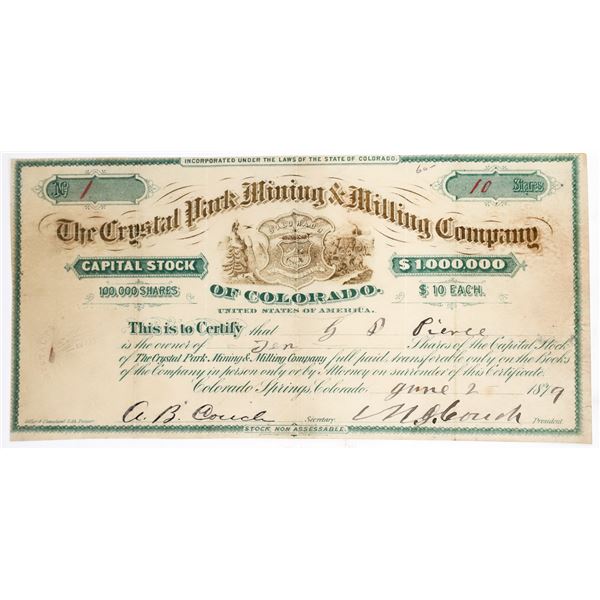 INCORPORATED UNDER THE LAWS OF THE STATE OF COLORADO.
No 1
10 Shares
The Crystal Park Mining & Milling Company
CAPITAL STOCK
$1,000,000
100,000 SHARES
$10 EACH.
OF COLORADO.
UNITED STATES OF AMERICA.
This is to Certify that P Pierce
is the owner of Ten Shares of the Capital Stock
of The Crystal Park Mining & Milling Company full paid, transferable only on the Books
of the Company in person only or by Attorney on surrender of this Certificate.
Colorado Springs, Colorado, June 2 1879
A. B. Couch Secretary. M. J. Couch President
STOCK, NON ASSESSABLE.